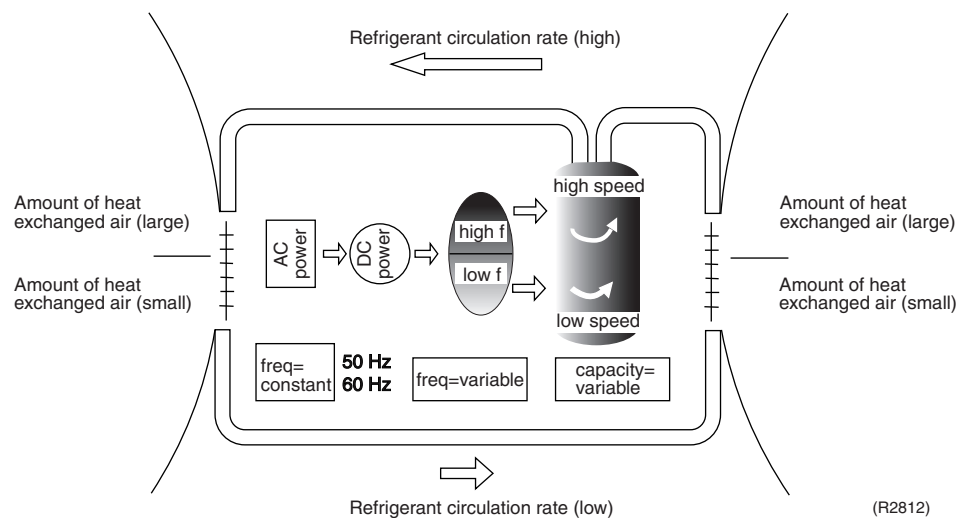 Refrigerant circulation rate (high)
Amount of heat
exchanged air (large)
Amount of heat
exchanged air (small)
AC
power
DC
power
high f
low f
high speed
low speed
Amount of heat
exchanged air (large)
Amount of heat
exchanged air (small)
freq=
constant
50 Hz
60 Hz
freq=variable
capacity=
variable
Refrigerant circulation rate (low)
(R2812)